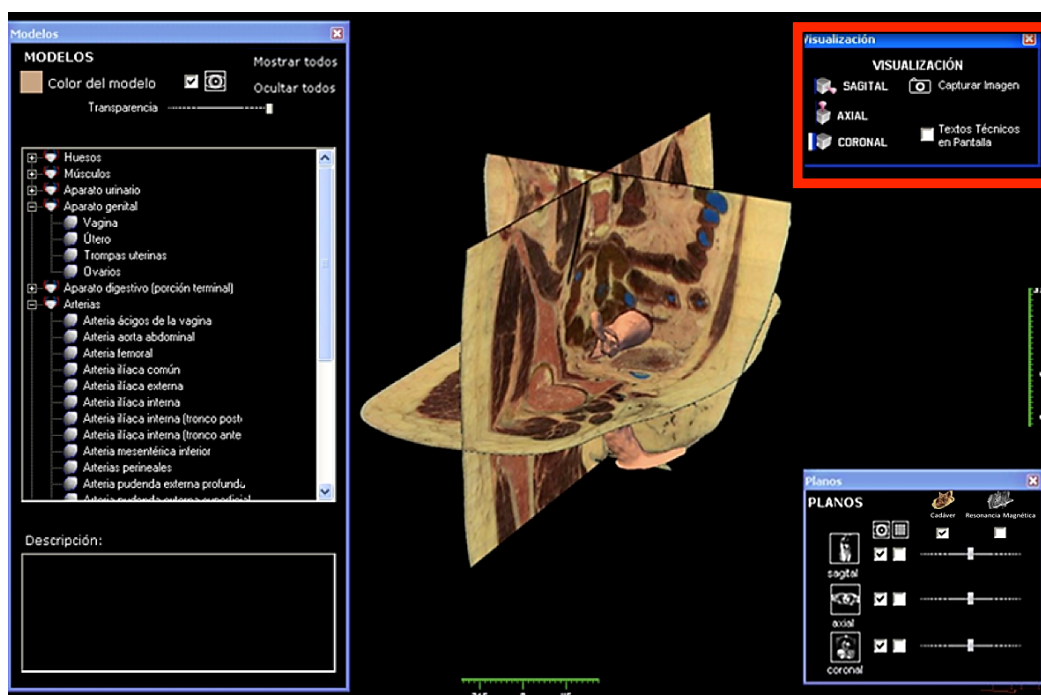 Modelos
MODELOS
Color del modelo
Mostrar todos
Ocultar todos
Transparencia
Huesos
Músculos
Aparato urinario
Aparato genital
Vagina
Útero
Trompas uterinas
Ovarios
Aparato digestivo (porción terminal)
Arterias
Arteria ácigos de la vagina
Arteria aorta abdominal
Arteria femoral
Arteria ilíaca común
Arteria ilíaca externa
Arteria ilíaca interna
Arteria ilíaca interna (tronco post
Arteria ilíaca interna (tronco ante
Arteria mesentérica inferior
Arterias perineales
Arteria pudenda externa profunda
Arteria pudenda externa superficial
Descripción:
Visualización
VISUALIZACIÓN
SAGITAL
Capturar Imagen
AXIAL
CORONAL
Textos Técnicos
en Pantalla
Planos
PLANOS
Cadáver
Resonancia Magnética
sagital
axial
coronal